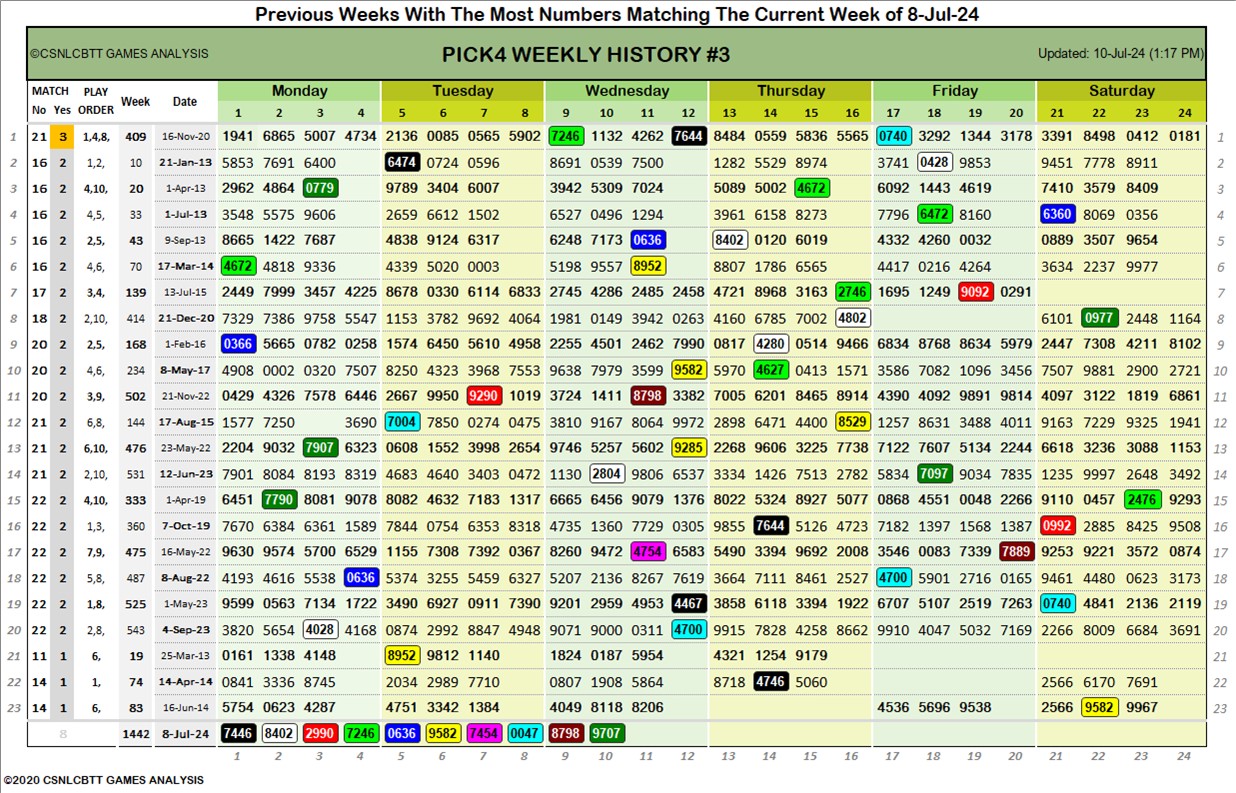 Previous Weeks With The Most Numbers Matching The Current Week of 8-Jul-24
©CSNLCBTT GAMES ANALYSIS PICK4 WEEKLY HISTORY #3 Updated: 10-Jul-24 (1:17 PM)
MATCH PLAY Week Date Monday Tuesday Wednesday Thursday Friday Saturday
No Yes ORDER 1 2 3 4 5 6 7 8 9 10 11 12 13 14 15 16 17 18 19 20 21 22 23 24
1 21 3 1,4,8, 409 16-Nov-20 1941 6865 5007 4734 2136 0085 0565 5902 7246 1132 4262 7644 8484 0559 5836 5565 0740 3292 1344 3178 3391 8498 0412 0181 1
2 16 2 1,2, 10 21-Jan-13 5853 7691 6400 6474 0724 0596 8691 0539 7500 1282 5529 8974 3741 0428 9853 9451 7778 8911 2
3 16 2 4,10, 20 1-Apr-13 2962 4864 0779 9789 3404 6007 3942 5309 7024 5089 5002 4672 6092 1443 4619 7410 3579 8409 3
4 16 2 4,5, 33 1-Jul-13 3548 5575 9606 2659 6612 1502 6527 0496 1294 3961 6158 8273 7796 6472 8160 6360 8069 0356 4
5 16 2 2,5, 43 9-Sep-13 8665 1422 7687 4838 9124 6317 6248 7173 0636 8402 0120 6019 4332 4260 0032 0889 3507 9654 5
6 16 2 4,6, 70 17-Mar-14 4672 4818 9336 4339 5020 0003 5198 9557 8952 8807 1786 6565 4417 0216 4264 3634 2237 9977 6
7 17 2 3,4, 139 13-Jul-15 2449 7999 3457 4225 8678 0330 6114 6833 2745 4286 2485 2458 4721 8968 3163 2746 1695 1249 9092 0291 7
8 18 2 2,10, 414 21-Dec-20 7329 7386 9758 5547 1153 3782 9692 4064 1981 0149 3942 0263 4160 6785 7002 4802 6101 0977 2448 1164 8
9 20 2 2,5, 168 1-Feb-16 0366 5665 0782 0258 1574 6450 5610 4958 2255 4501 2462 7990 0817 4280 0514 9466 6834 8768 8634 5979 2447 7308 4211 8102 9
10 20 2 4,6, 234 8-May-17 4908 0002 0320 7507 8250 4323 3968 7553 9638 7979 3599 9582 5970 4627 0413 1571 3586 7082 1096 3456 7507 9881 2900 2721 10
11 20 2 3,9, 502 21-Nov-22 0429 4326 7578 6446 2667 9950 9290 1019 3724 1411 8798 3382 7005 6201 8465 8914 4390 4092 9891 9814 4097 3122 1819 6861 11
12 21 2 6,8, 144 17-Aug-15 1577 7250 3690 7004 7850 0274 0475 3810 9167 8064 9972 2898 6471 4400 8529 1257 8631 3488 4011 9163 7229 9325 1941 12
13 21 2 6,10, 476 23-May-22 2204 9032 7907 6323 0608 1552 3998 2654 9746 5257 5602 9285 2268 9606 3225 7738 7122 7607 5134 2244 6618 3236 3088 1153 13
14 21 2 2,10, 531 12-Jun-23 7901 8084 8193 8319 4683 4640 3403 0472 1130 2804 9806 6537 3334 1426 7513 2782 5834 7097 9034 7835 1235 9997 2648 3492 14
15 22 2 4,10, 333 1-Apr-19 6451 7790 8081 9078 8082 4632 7183 1317 6665 6456 9079 1376 8022 5324 8927 5077 0868 4551 0048 2266 9110 0457 2476 9293 15
16 22 2 1,3, 360 7-Oct-19 7670 6384 6361 1589 7844 0754 6353 8318 4735 1360 7729 0305 9855 7644 5126 4723 7182 1397 1568 1387 0992 2885 8425 9508 16
17 22 2 7,9, 475 16-May-22 9630 9574 5700 6529 1155 7308 7392 0367 8260 9472 4754 6583 5490 3394 9692 2008 3546 0083 7339 7889 9253 9221 3572 0874 17
18 22 2 5,8, 487 8-Aug-22 4193 4616 5538 0636 5374 3255 5459 6327 5207 2136 8267 7619 3664 7111 8461 2527 4700 5901 2716 0165 9461 4480 0623 3173 18
19 22 2 1,8, 525 1-May-23 9599 0563 7134 1722 3490 6927 0911 7390 9201 2959 4953 4467 3858 6118 3394 1922 6707 5107 2519 7263 0740 4841 2136 2119 19
20 22 2 2,8, 543 4-Sep-23 3820 5654 4028 4168 0874 2992 8847 4948 9071 9000 0311 4700 9915 7828 4258 8662 9910 4047 5032 7169 2266 8009 6684 3691 20
21 11 1 6, 19 25-Mar-13 0161 1338 4148 8952 9812 1140 1824 0187 5954 4321 1254 9179 21
22 14 1 1, 74 14-Apr-14 0841 3336 8745 2034 2989 7710 0807 1908 5864 8718 4746 5060 2566 6170 7691 22
23 14 1 6, 83 16-Jun-14 5754 0623 4287 4751 3342 1384 4049 8118 8206 4536 5696 9538 2566 9582 9967 23
8 1442 8-Jul-24 7446 8402 2990 7246 0636 9582 7454 0047 8798 9707
1 2 3 4 5 6 7 8 9 10 11 12 13 14 15 16 17 18 19 20 21 22 23 24
©2020 CSNLCBTT GAMES ANALYSIS